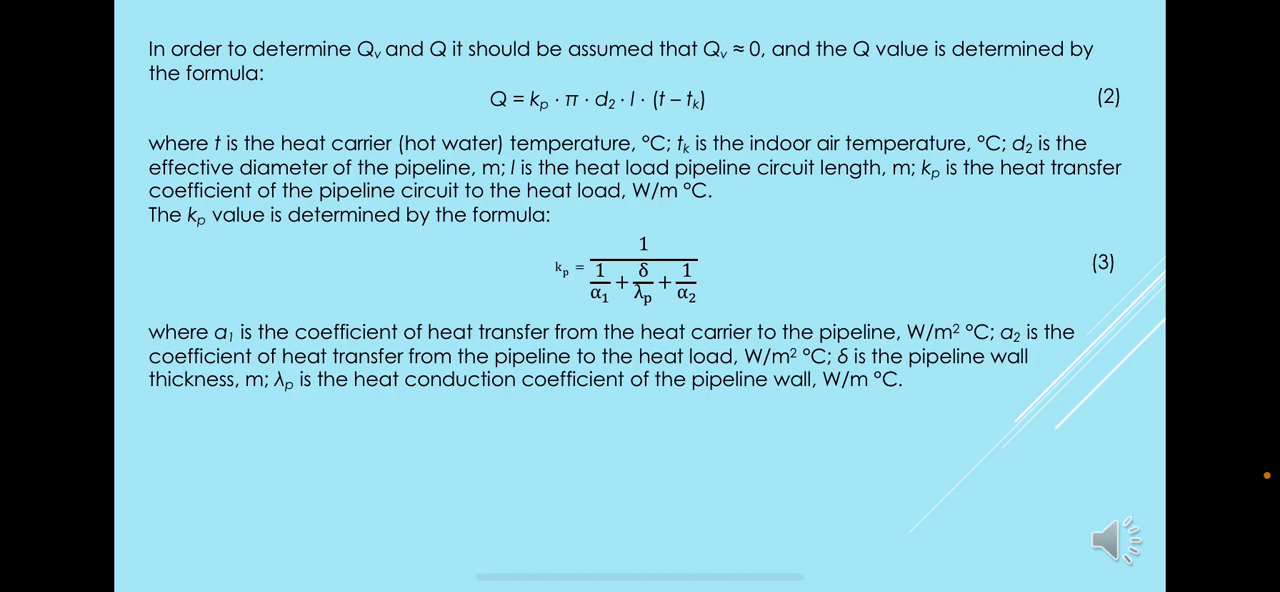 In order to determine Qᵥ and Q it should be assumed that Qᵥ ≈ 0, and the Q value is determined by
the formula:
Q = kₚ · π · d₂ · l · (t – tₖ) (2)
where t is the heat carrier (hot water) temperature, °C; tₖ is the indoor air temperature, °C; d₂ is the
effective diameter of the pipeline, m; l is the heat load pipeline circuit length, m; kₚ is the heat transfer
coefficient of the pipeline circuit to the heat load, W/m °C.
The kₚ value is determined by the formula:
1
kₚ = 1 δ 1 (3)
+ +
α₁ λₚ α₂
where α₁ is the coefficient of heat transfer from the heat carrier to the pipeline, W/m² °C; α₂ is the
coefficient of heat transfer from the pipeline to the heat load, W/m² °C; δ is the pipeline wall
thickness, m; λₚ is the heat conduction coefficient of the pipeline wall, W/m °C.